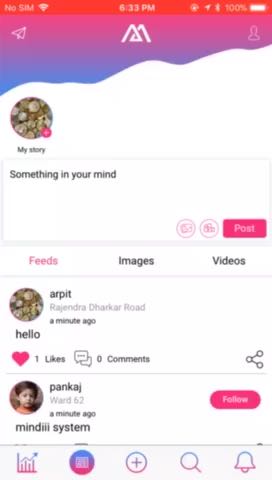 No SIM 6:33 PM 100%
My story
Something in your mind
Post
Feeds Images Videos
arpit
Rajendra Dharkar Road
a minute ago
hello
1 Likes 0 Comments
pankaj
Ward 62
Follow
a minute ago
mindiii system